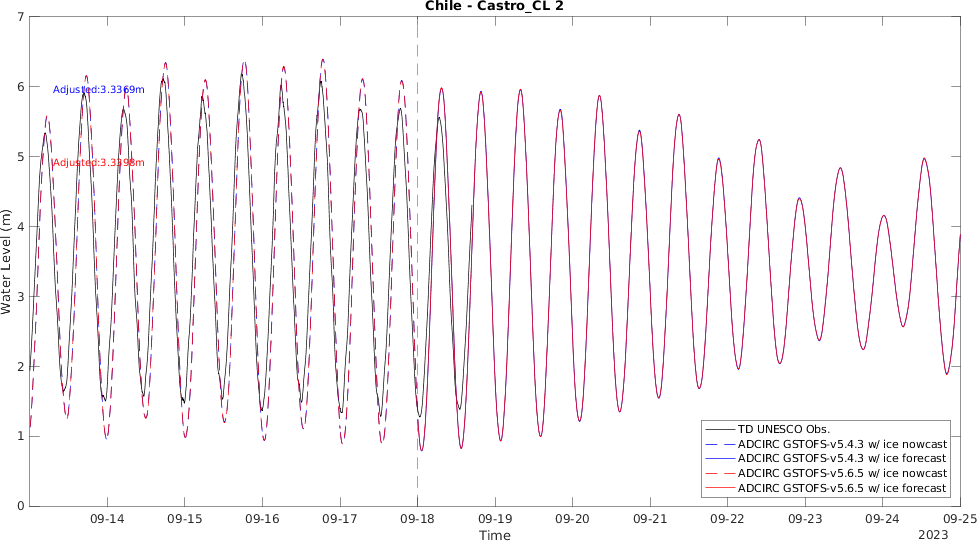 Chile - Castro_CL 2
7
6
5
4
3
2
1
0
Water Level (m)
Adjusted:3.3369m
Adjusted:3.3398m
TD UNESCO Obs.
ADCIRC GSTOFS-v5.4.3 w/ ice nowcast
ADCIRC GSTOFS-v5.4.3 w/ ice forecast
ADCIRC GSTOFS-v5.6.5 w/ ice nowcast
ADCIRC GSTOFS-v5.6.5 w/ ice forecast
09-14 09-15 09-16 09-17 09-18 09-19 09-20 09-21 09-22 09-23 09-24 09-25
Time
2023